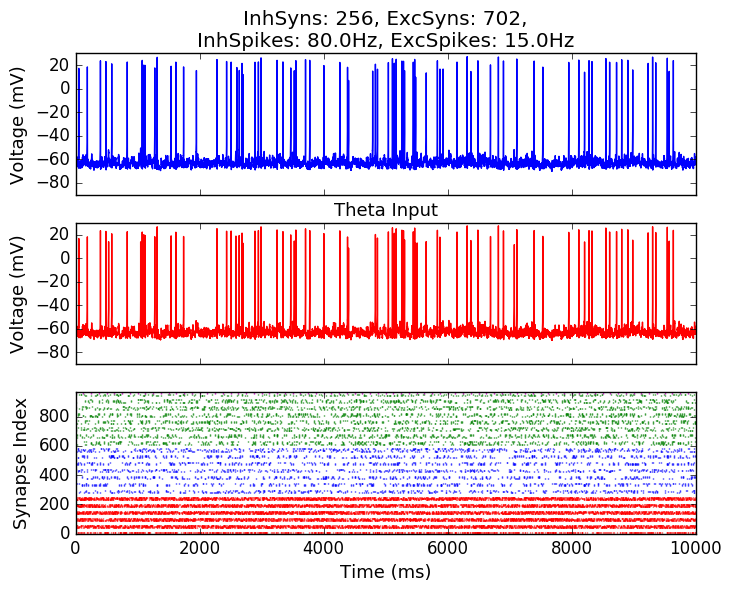 InhSyns: 256, ExcSyns: 702,
InhSpikes: 80.0Hz, ExcSpikes: 15.0Hz
20
0
−20
−40
−60
−80
Voltage (mV)
Theta Input
20
0
−20
−40
−60
−80
Voltage (mV)
800
600
400
200
0
Synapse Index
0 2000 4000 6000 8000 10000
Time (ms)